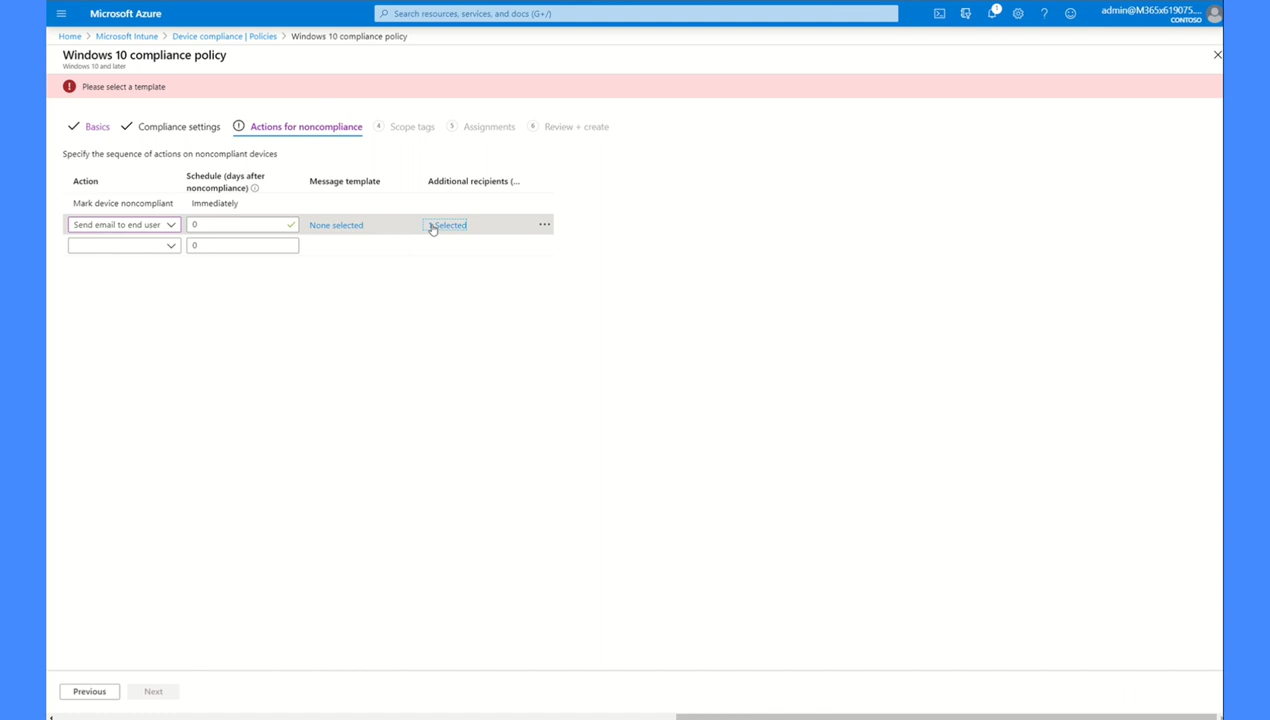 Microsoft Azure
Search resources, services, and docs (G+/)
1
admin@M365x619075....
CONTOSO
Home > Microsoft Intune > Device compliance | Policies > Windows 10 compliance policy
Windows 10 compliance policy
Windows 10 and later
Please select a template
Basics Compliance settings Actions for noncompliance 4 Scope tags 5 Assignments 6 Review + create
Specify the sequence of actions on noncompliant devices
Action
Schedule (days after
noncompliance)
Message template
Additional recipients (...
Mark device noncompliant Immediately
Send email to end user 0 None selected Selected ...
0
Previous Next